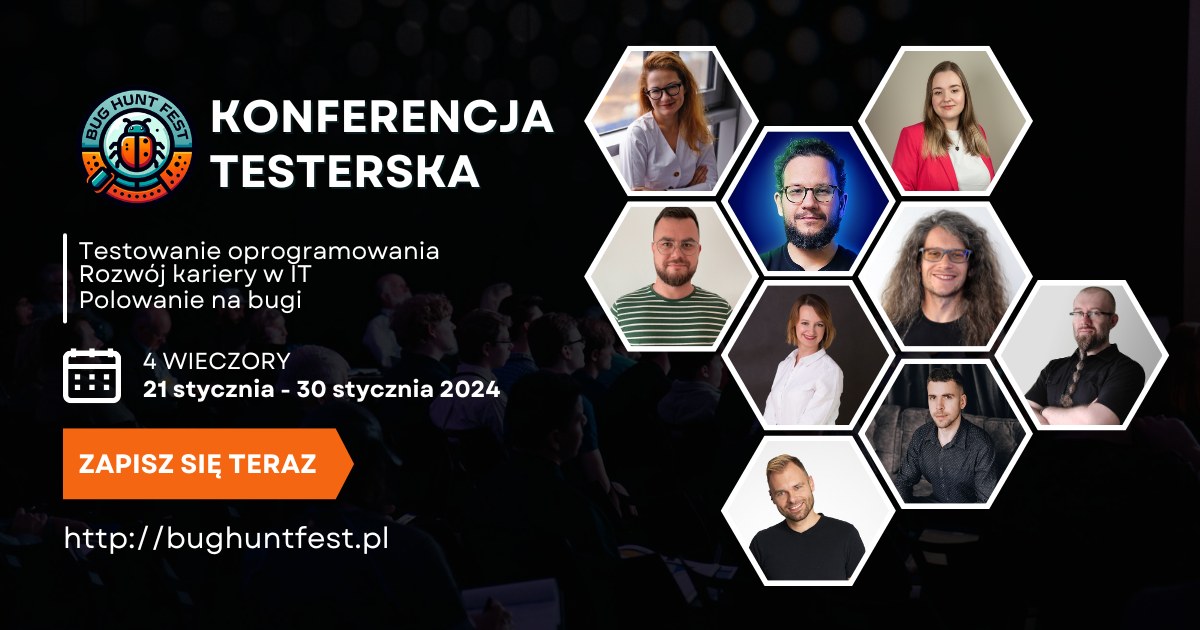 BUG HUNT FEST
KONFERENCJA
TESTERSKA
Testowanie oprogramowania
Rozwój kariery w IT
Polowanie na bugi
4 WIECZORY
21 stycznia - 30 stycznia 2024
ZAPISZ SIĘ TERAZ
http://bughuntfest.pl